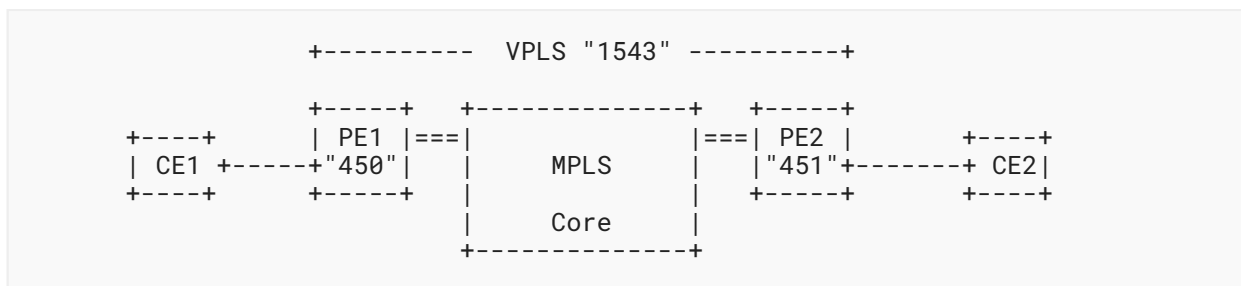 +----------  VPLS "1543" ----------+

               +-----+   +--------------+   +-----+
   +----+      | PE1 |===|              |===| PE2 |       +----+
   | CE1 +-----+"450"|   |     MPLS     |   |"451"+-------+ CE2|
   +----+      +-----+   |              |   +-----+       +----+
                         |     Core     |
                         +--------------+